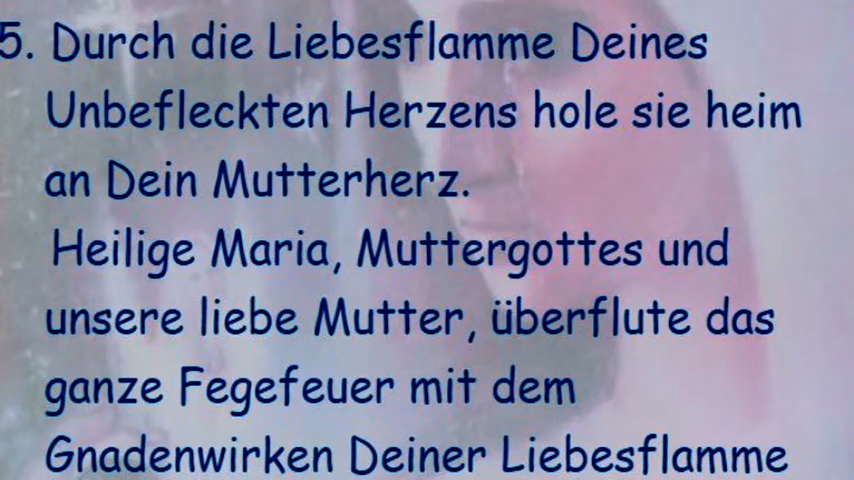 5. Durch die Liebesflamme Deines
Unbefleckten Herzens hole sie heim
an Dein Mutterherz.
Heilige Maria, Muttergottes und
unsere liebe Mutter, überflute das
ganze Fegefeuer mit dem
Gnadenwirken Deiner Liebesflamme